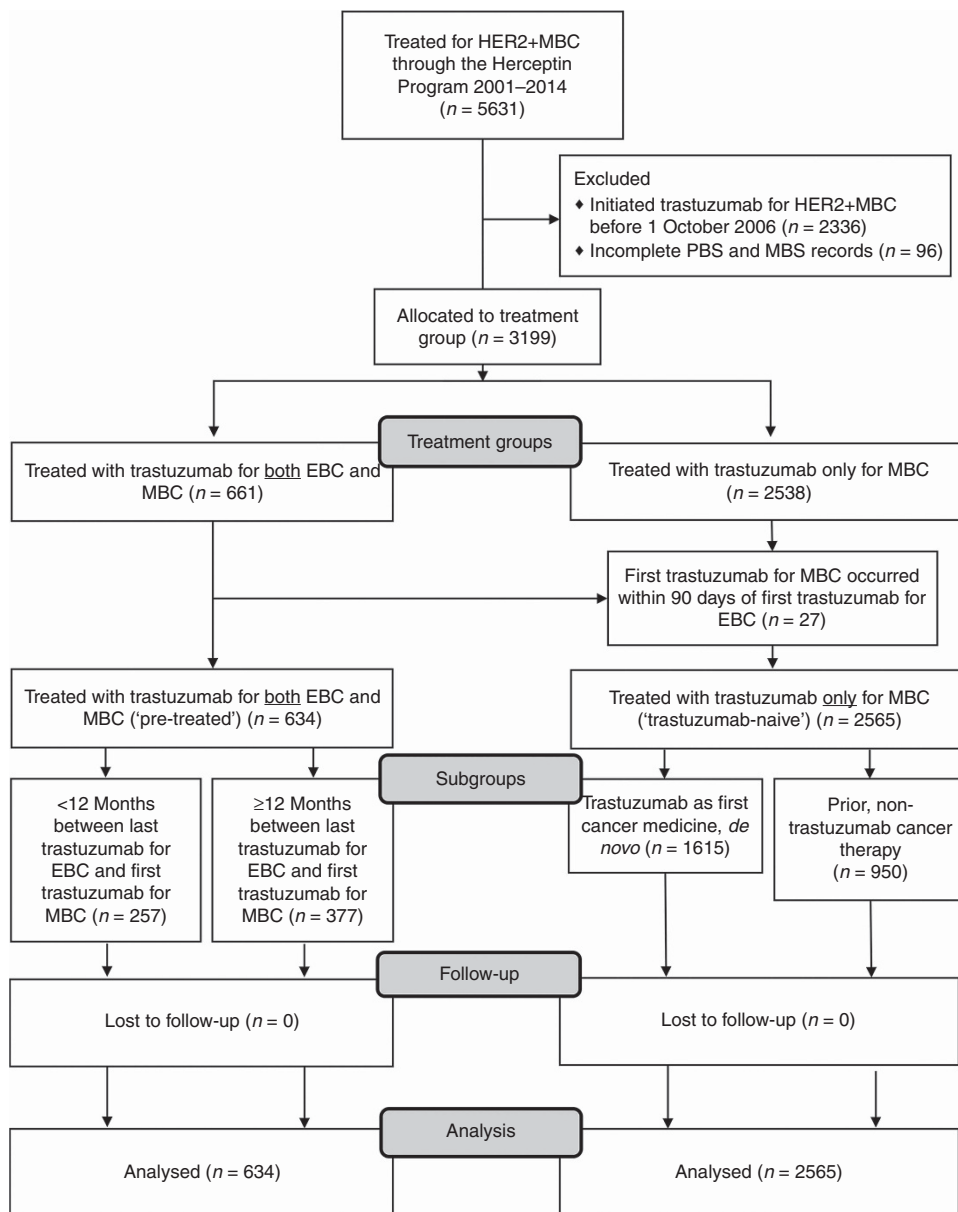 Treated for HER2+MBC
through the Herceptin
Program 2001–2014
(n = 5631)
Excluded
♦ Initiated trastuzumab for HER2+MBC
before 1 October 2006 (n = 2336)
♦ Incomplete PBS and MBS records (n = 96)
Allocated to treatment
group (n = 3199)
Treatment groups
Treated with trastuzumab for both EBC and
MBC (n = 661)
Treated with trastuzumab only for MBC
(n = 2538)
First trastuzumab for MBC occurred
within 90 days of first trastuzumab for
EBC (n = 27)
Treated with trastuzumab for both EBC and
MBC (‘pre-treated’) (n = 634)
Treated with trastuzumab only for MBC
(‘trastuzumab-naive’) (n = 2565)
Subgroups
<12 Months
between last
trastuzumab for
EBC and first
trastuzumab for
MBC (n = 257)
≥12 Months
between last
trastuzumab for
EBC and first
trastuzumab for
MBC (n = 377)
Trastuzumab as first
cancer medicine, de
novo (n = 1615)
Prior, non-
trastuzumab cancer
therapy
(n = 950)
Follow-up
Lost to follow-up (n = 0)
Lost to follow-up (n = 0)
Analysis
Analysed (n = 634)
Analysed (n = 2565)